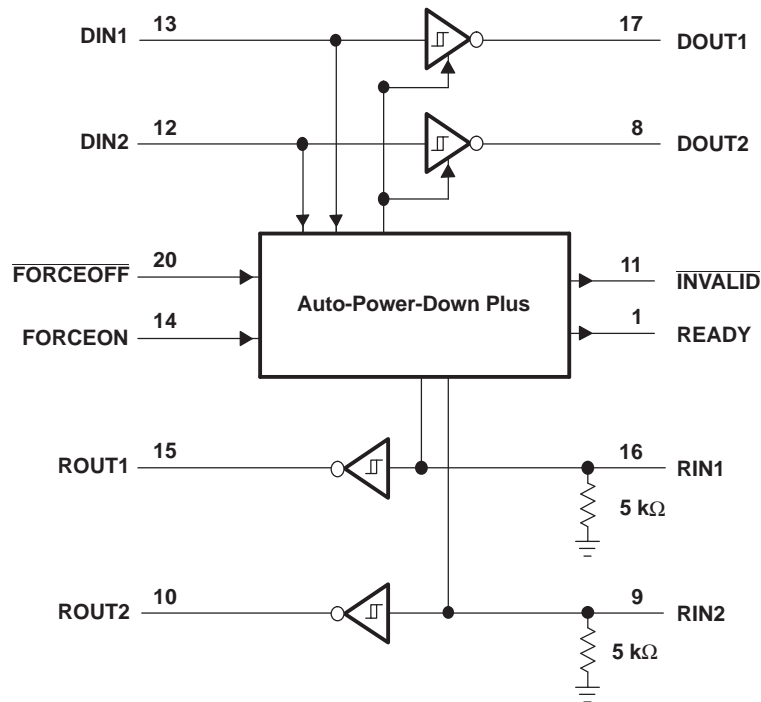 DIN1 13 17 DOUT1
DIN2 12 8 DOUT2
FORCEOFF 20 11 INVALID
Auto-Power-Down Plus
FORCEON 14 1 READY
ROUT1 15 16 RIN1
5 kΩ
ROUT2 10 9 RIN2
5 kΩ